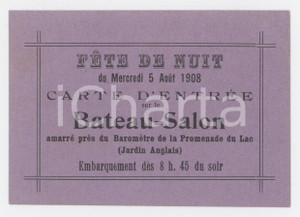 FÊTE DE NUIT
du Mercredi 5 Août 1908
CARTE D'ENTRÉE
sur le
Bateau-Salon
amarré près du Baromètre de la Promenade du Lac
(Jardin Anglais)
Embarquement dès 8 h. 45 du soir
iCharta